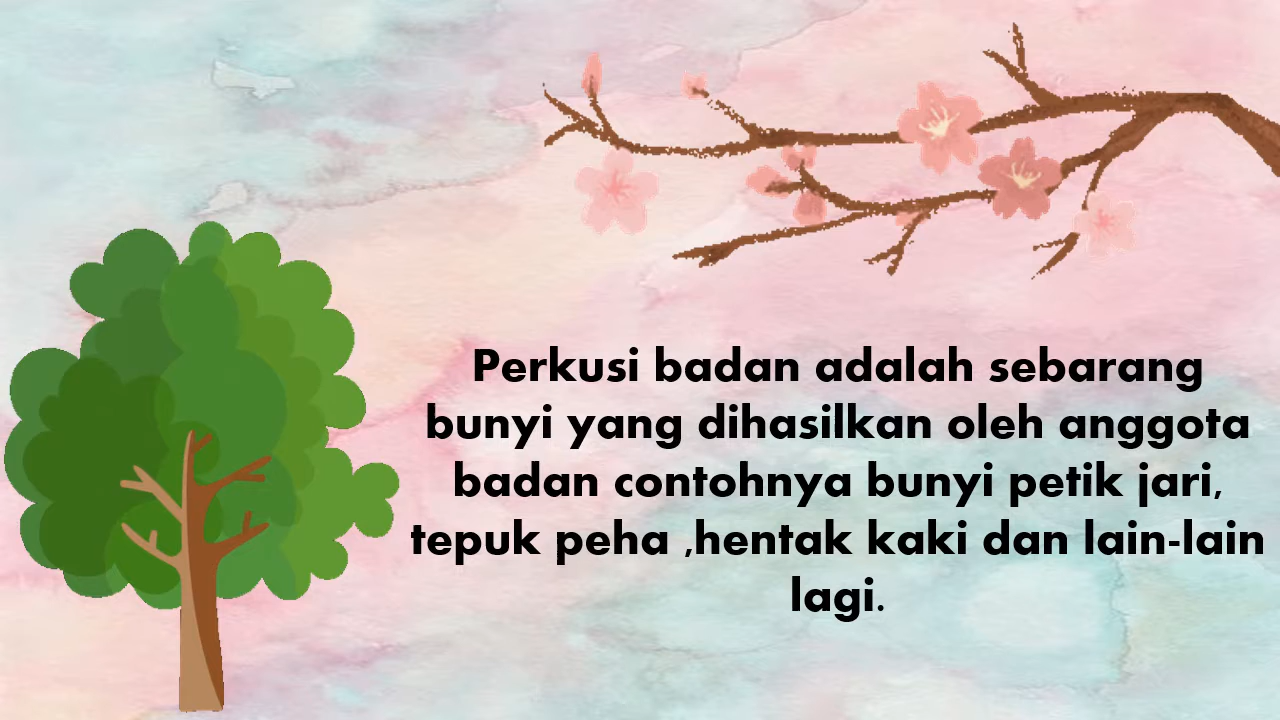 Perkusi badan adalah sebarang
bunyi yang dihasilkan oleh anggota
badan contohnya bunyi petik jari,
tepuk peha ,hentak kaki dan lain-lain
lagi.